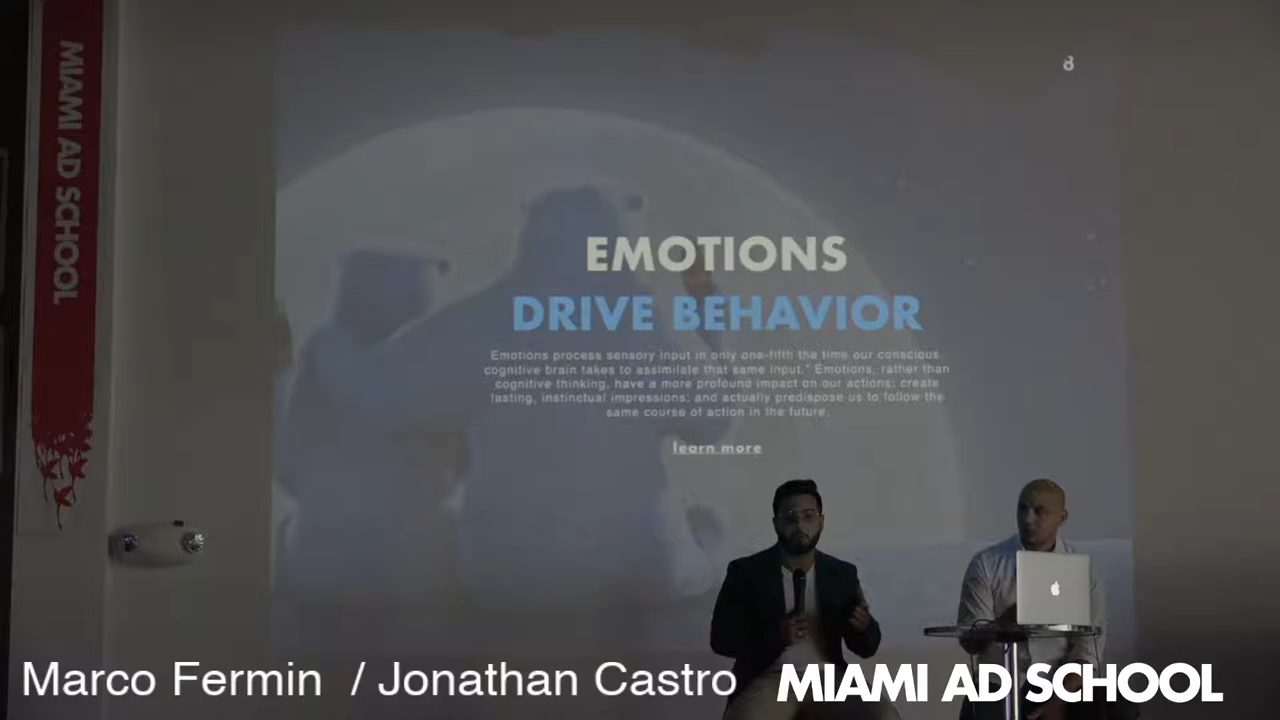 MIAMI AD SCHOOL
EMOTIONS
DRIVE BEHAVIOR
Emotions process sensory input in only one-fifth the time our conscious,
cognitive brain takes to assimilate that same input." Emotions, rather than
cognitive thinking, have a more profound impact on our actions; create
lasting, instinctual impressions; and actually predispose us to follow the
same course of action in the future.
learn more
Marco Fermin / Jonathan Castro
MIAMI AD SCHOOL